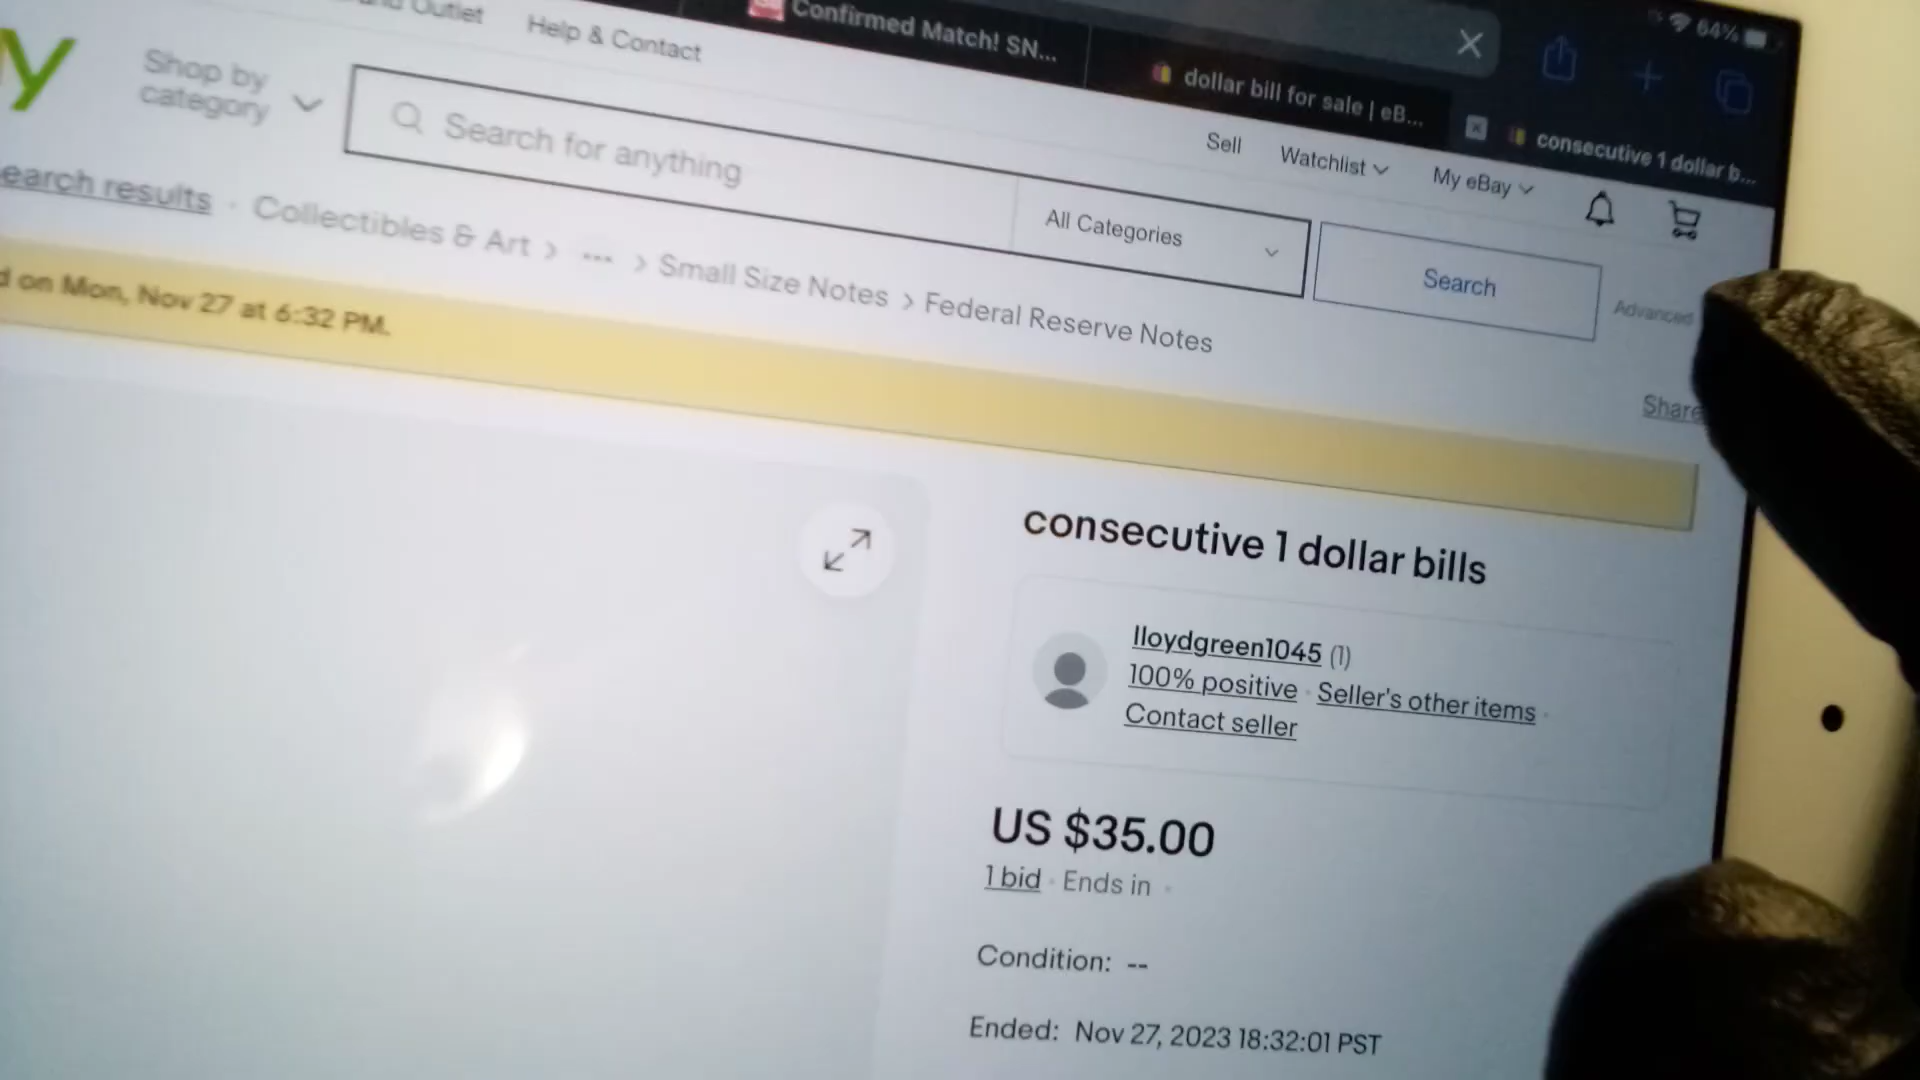 Outlet
Help & Contact
Confirmed Match! SN...
dollar bill for sale | eB...
consecutive 1 dollar b...
64%
y
Shop by
category
Search for anything
All Categories
Search
Advanced
Sell
Watchlist
My eBay
earch results · Collectibles & Art > ... > Small Size Notes > Federal Reserve Notes
d on Mon, Nov 27 at 6:32 PM.
Share
consecutive 1 dollar bills
lloydgreen1045 (1)
100% positive · Seller's other items ·
Contact seller
US $35.00
1 bid · Ends in ·
Condition: --
Ended: Nov 27, 2023 18:32:01 PST